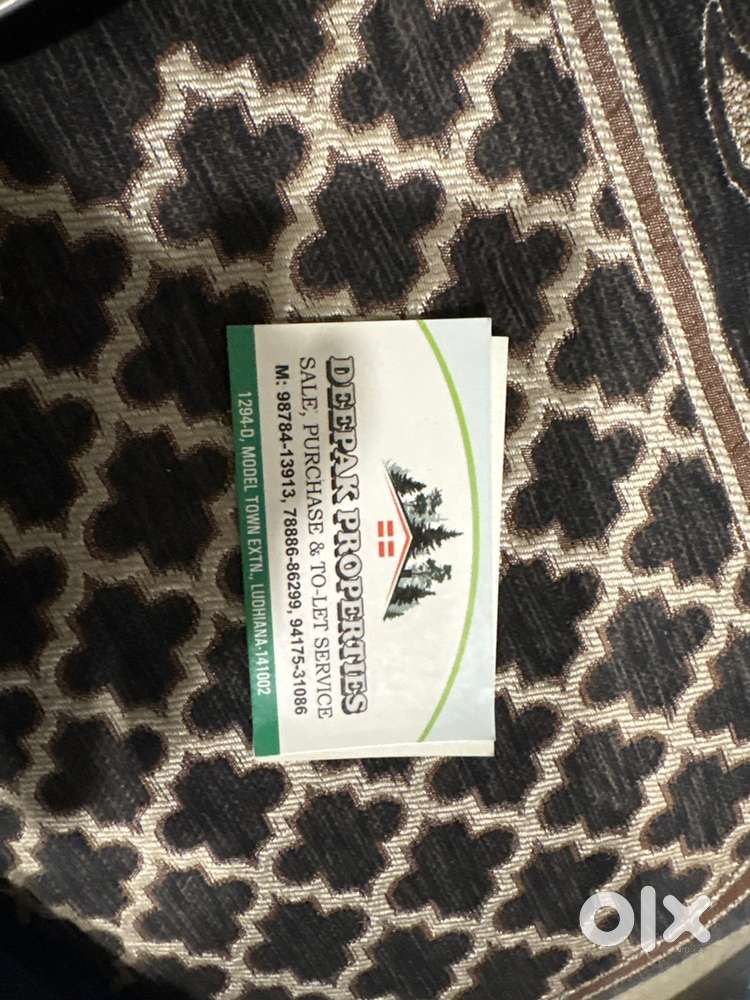 DEEPAK PROPERTIES
SALE, PURCHASE & TO-LET SERVICE
M: 98784-13913, 78886-86299, 94175-31086
1294-D, MODEL TOWN EXTN., LUDHIANA-141002
olx